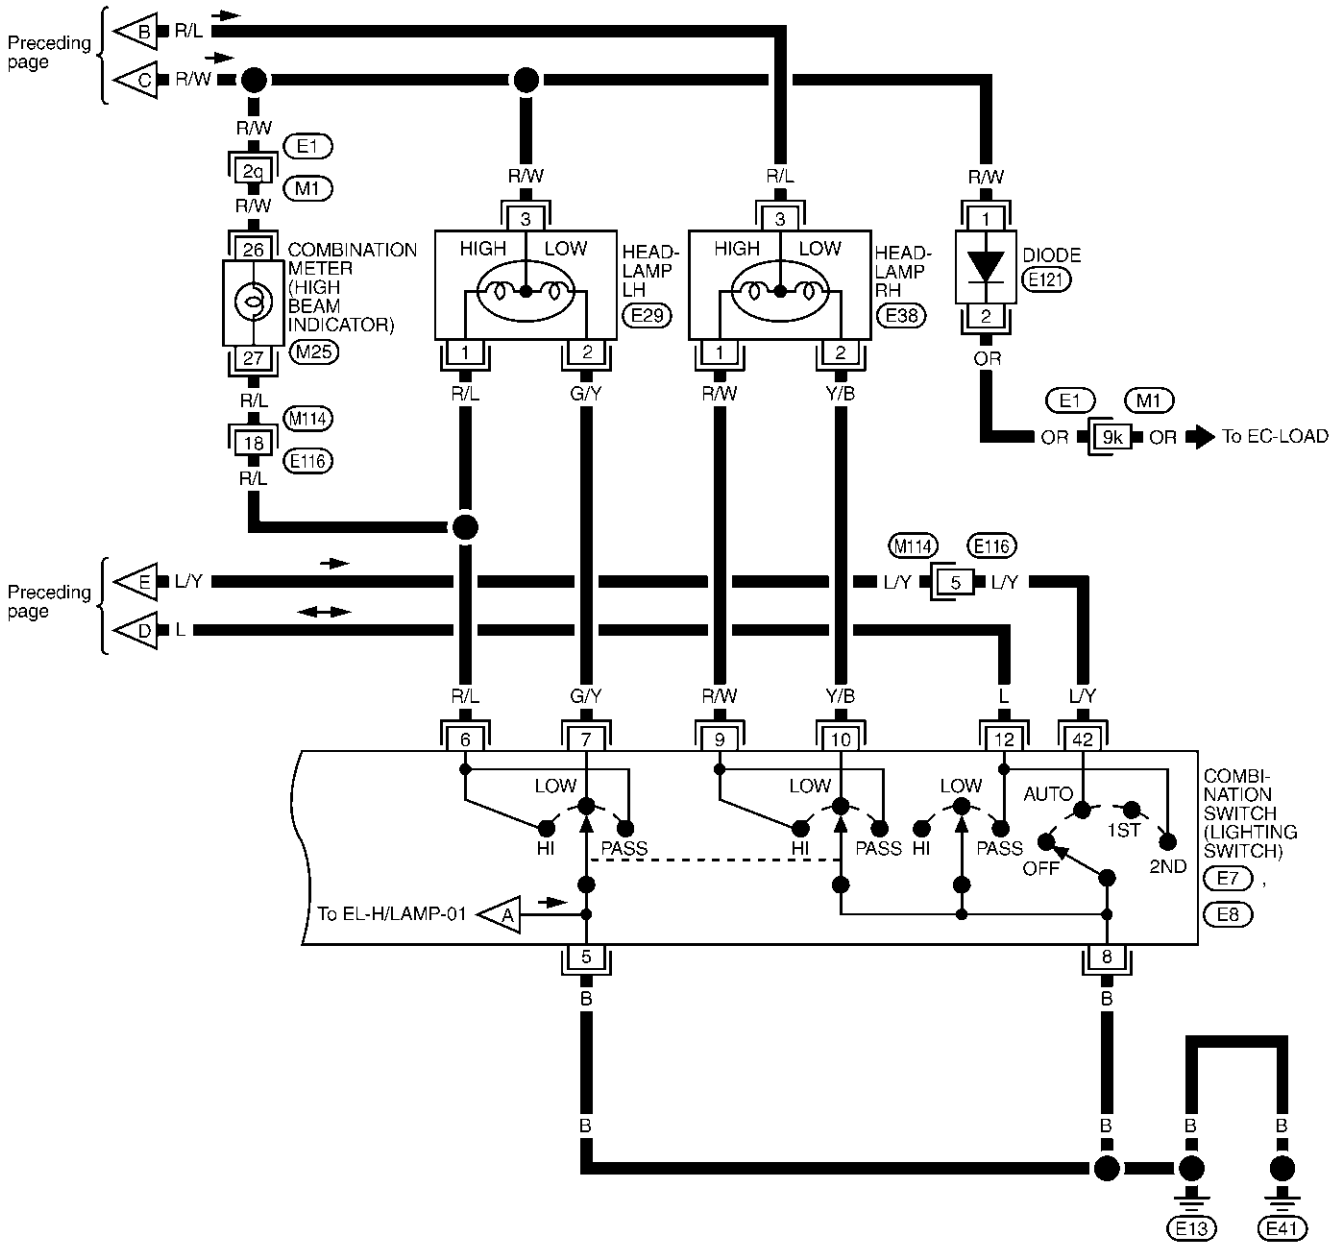 Preceding
page
B R/L
C R/W
R/W
E1
2q
M1
R/W
26
COMBINATION
METER
(HIGH
BEAM
INDICATOR)
M25
27
R/L
M114
18
E116
R/L
R/W
3
HIGH LOW
HEAD-
LAMP
LH
E29
1 2
R/L G/Y
R/L
3
HIGH LOW
HEAD-
LAMP
RH
E38
1 2
R/W Y/B
R/W
1
DIODE
E121
2
OR
E1 M1
OR 9k OR To EC-LOAD
Preceding
page
M114 E116
E L/Y L/Y 5 L/Y
D L
R/L G/Y R/W Y/B L L/Y
6 7 9 10 12 42
LOW
HI PASS
LOW
HI PASS
LOW
HI PASS
AUTO
1ST
OFF 2ND
COMBI-
NATION
SWITCH
(LIGHTING
SWITCH)
E7 ,
E8
To EL-H/LAMP-01 A
5 8
B B
B B B B
E13 E41